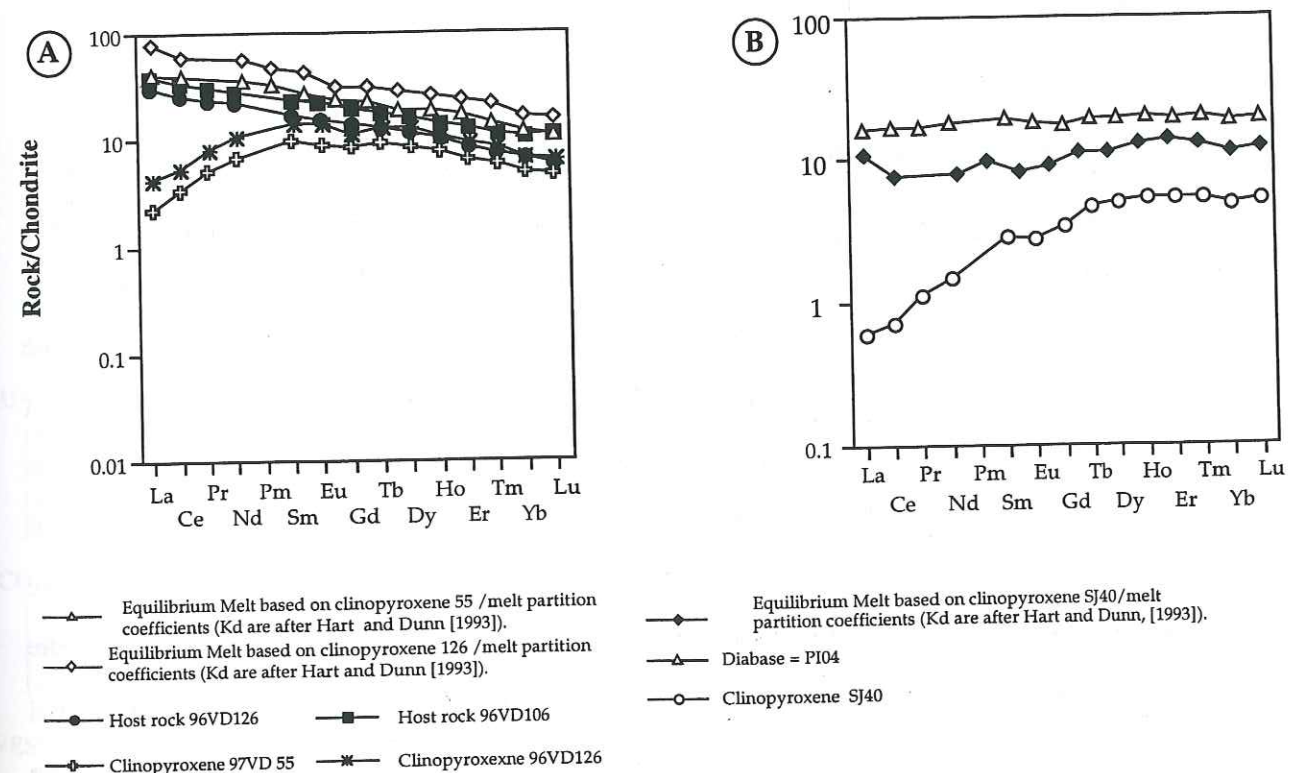 A
Rock/Chondrite
100
10
1
0.1
0.01
La Pr Pm Eu Tb Ho Tm Lu
Ce Nd Sm Gd Dy Er Yb
B
100
10
1
0.1
La Pr Pm Eu Tb Ho Tm Lu
Ce Nd Sm Gd Dy Er Yb
Equilibrium Melt based on clinopyroxene 55 /melt partition
coefficients (Kd are after Hart and Dunn [1993]).
Equilibrium Melt based on clinopyroxene 126 /melt partition
coefficients (Kd are after Hart and Dunn [1993]).
Host rock 96VD126
Host rock 96VD106
Clinopyroxene 97VD 55
Clinopyroxexne 96VD126
Equilibrium Melt based on clinopyroxene SJ40/melt
partition coefficients (Kd are after Hart and Dunn, [1993]).
Diabase = PI04
Clinopyroxene SJ40